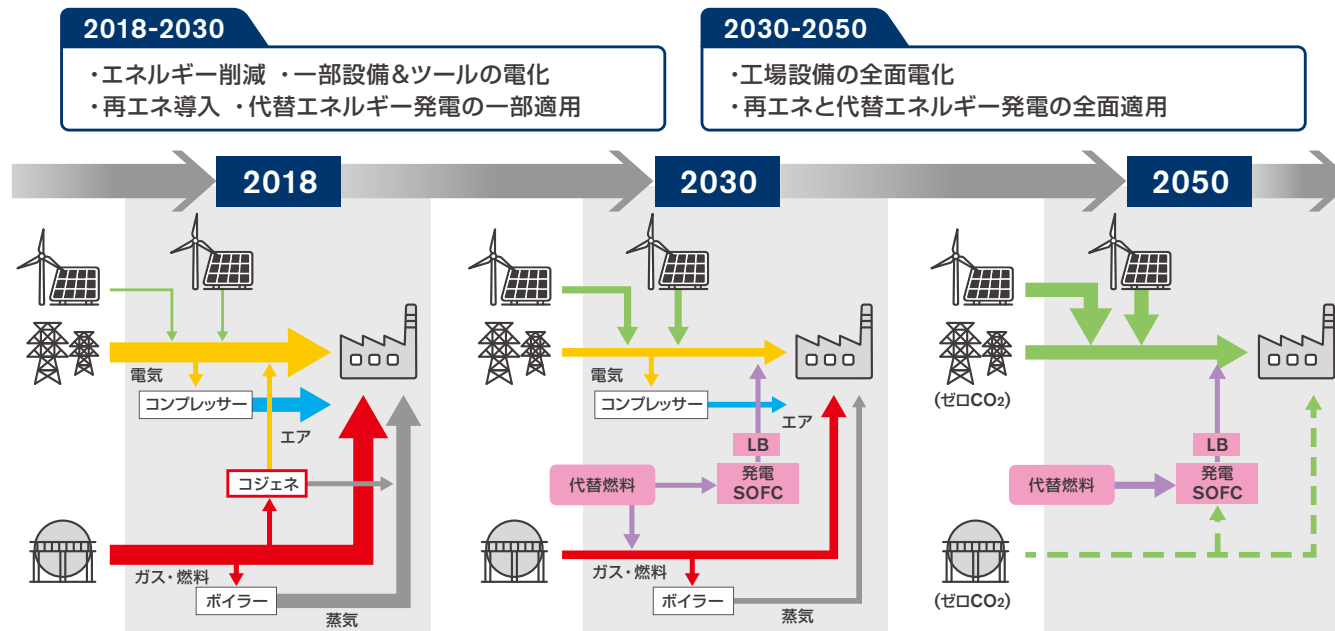 2018-2030
・エネルギー削減 ・一部設備&ツールの電化
・再エネ導入 ・代替エネルギー発電の一部適用
2030-2050
・工場設備の全面電化
・再エネと代替エネルギー発電の全面適用
2018
2030
2050
電気
コンプレッサー
エア
コジェネ
ガス・燃料
ボイラー
蒸気
電気
コンプレッサー
エア
LB
代替燃料
発電
SOFC
ガス・燃料
ボイラー
蒸気
(ゼロCO₂)
LB
代替燃料
発電
SOFC
(ゼロCO₂)